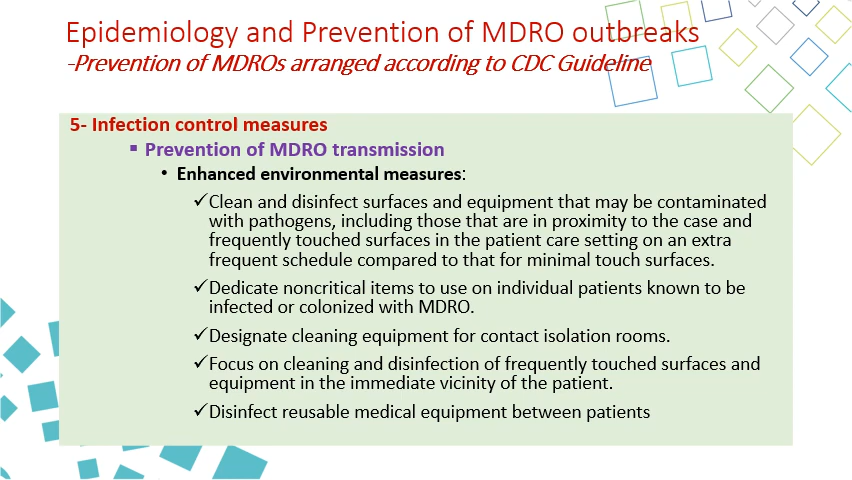 Epidemiology and Prevention of MDRO outbreaks
-Prevention of MDROs arranged according to CDC Guideline
5- Infection control measures
▪ Prevention of MDRO transmission
• Enhanced environmental measures:
✓Clean and disinfect surfaces and equipment that may be contaminated
with pathogens, including those that are in proximity to the case and
frequently touched surfaces in the patient care setting on an extra
frequent schedule compared to that for minimal touch surfaces.
✓Dedicate noncritical items to use on individual patients known to be
infected or colonized with MDRO.
✓Designate cleaning equipment for contact isolation rooms.
✓Focus on cleaning and disinfection of frequently touched surfaces and
equipment in the immediate vicinity of the patient.
✓Disinfect reusable medical equipment between patients